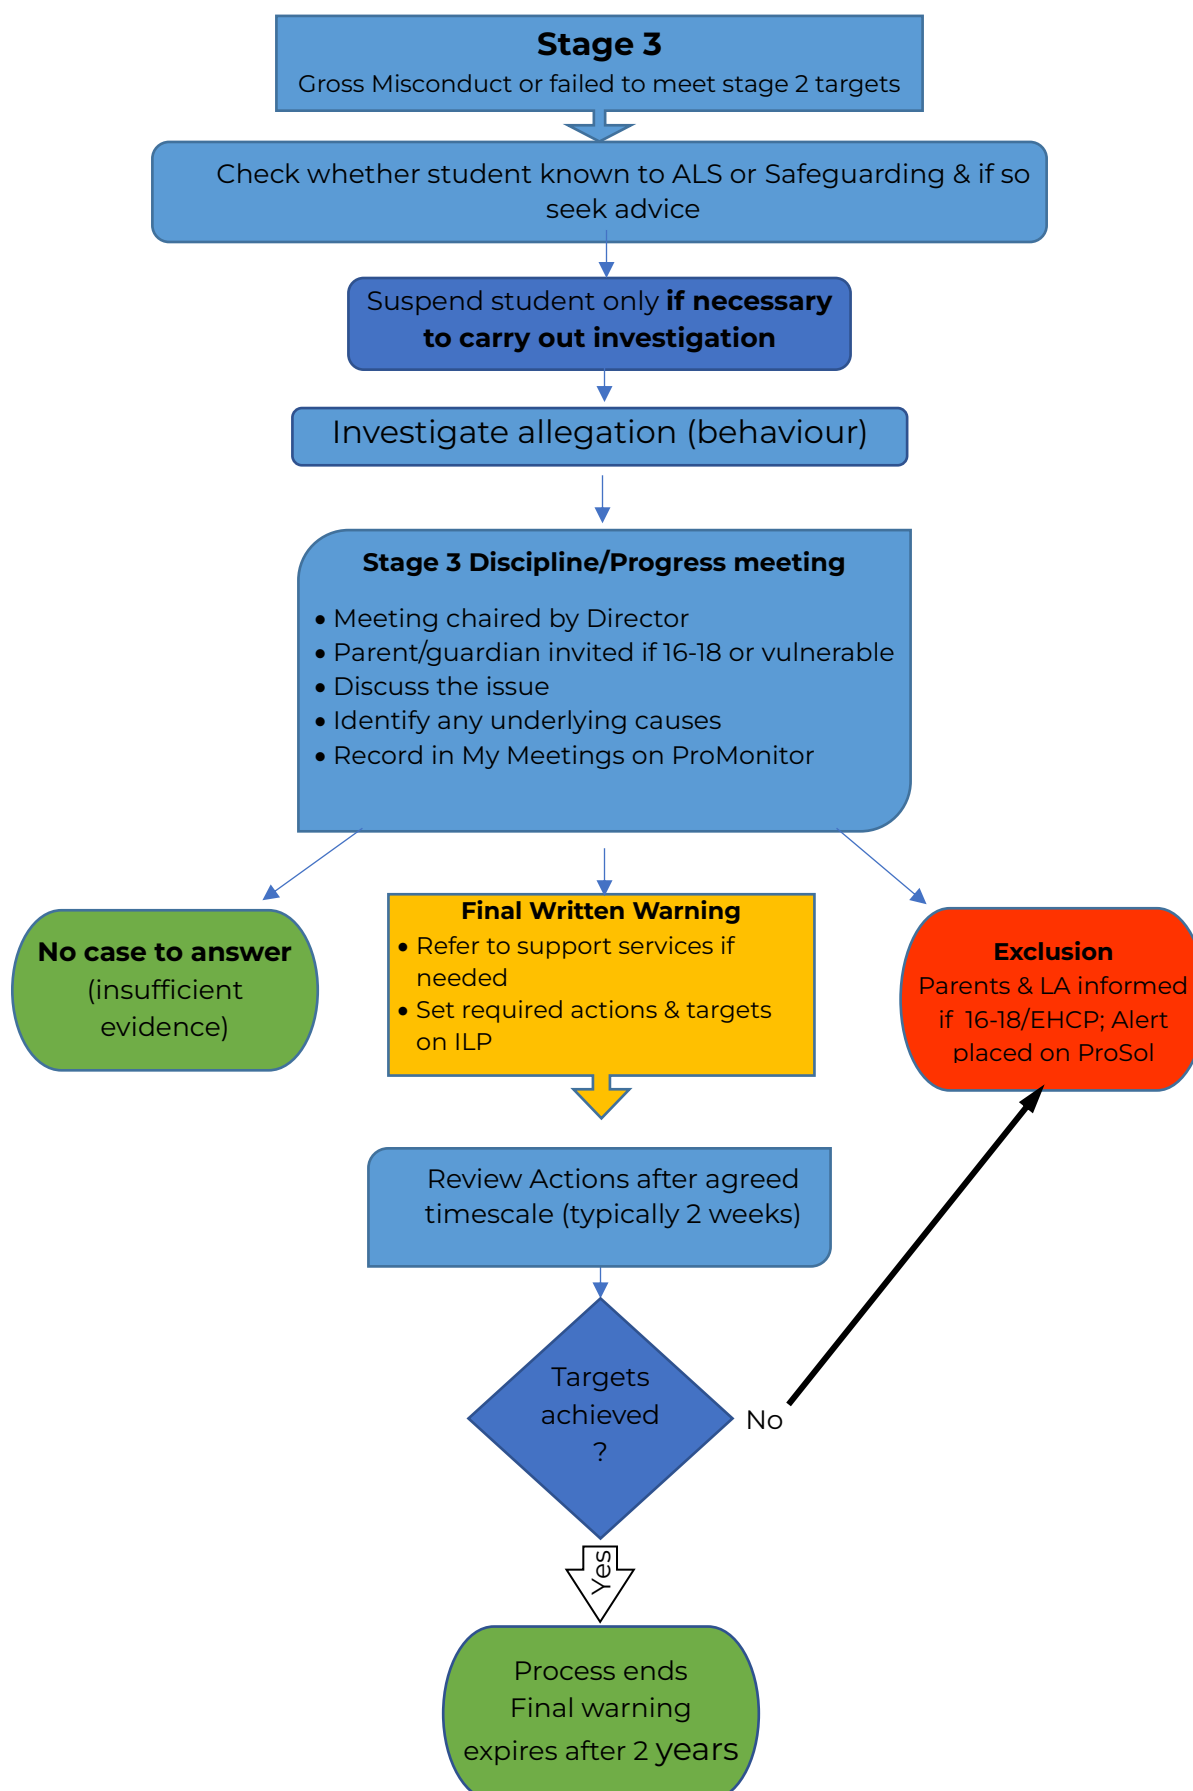 Stage 3
Gross Misconduct or failed to meet stage 2 targets
Check whether student known to ALS or Safeguarding & if so
seek advice
Suspend student only if necessary
to carry out investigation
Investigate allegation (behaviour)
Stage 3 Discipline/Progress meeting
• Meeting chaired by Director
• Parent/guardian invited if 16-18 or vulnerable
• Discuss the issue
• Identify any underlying causes
• Record in My Meetings on ProMonitor
No case to answer
(insufficient
evidence)
Final Written Warning
• Refer to support services if
needed
• Set required actions & targets
on ILP
Exclusion
Parents & LA informed
if 16-18/EHCP; Alert
placed on ProSol
Review Actions after agreed
timescale (typically 2 weeks)
Targets
achieved
?
No
Yes
Process ends
Final warning
expires after 2 years